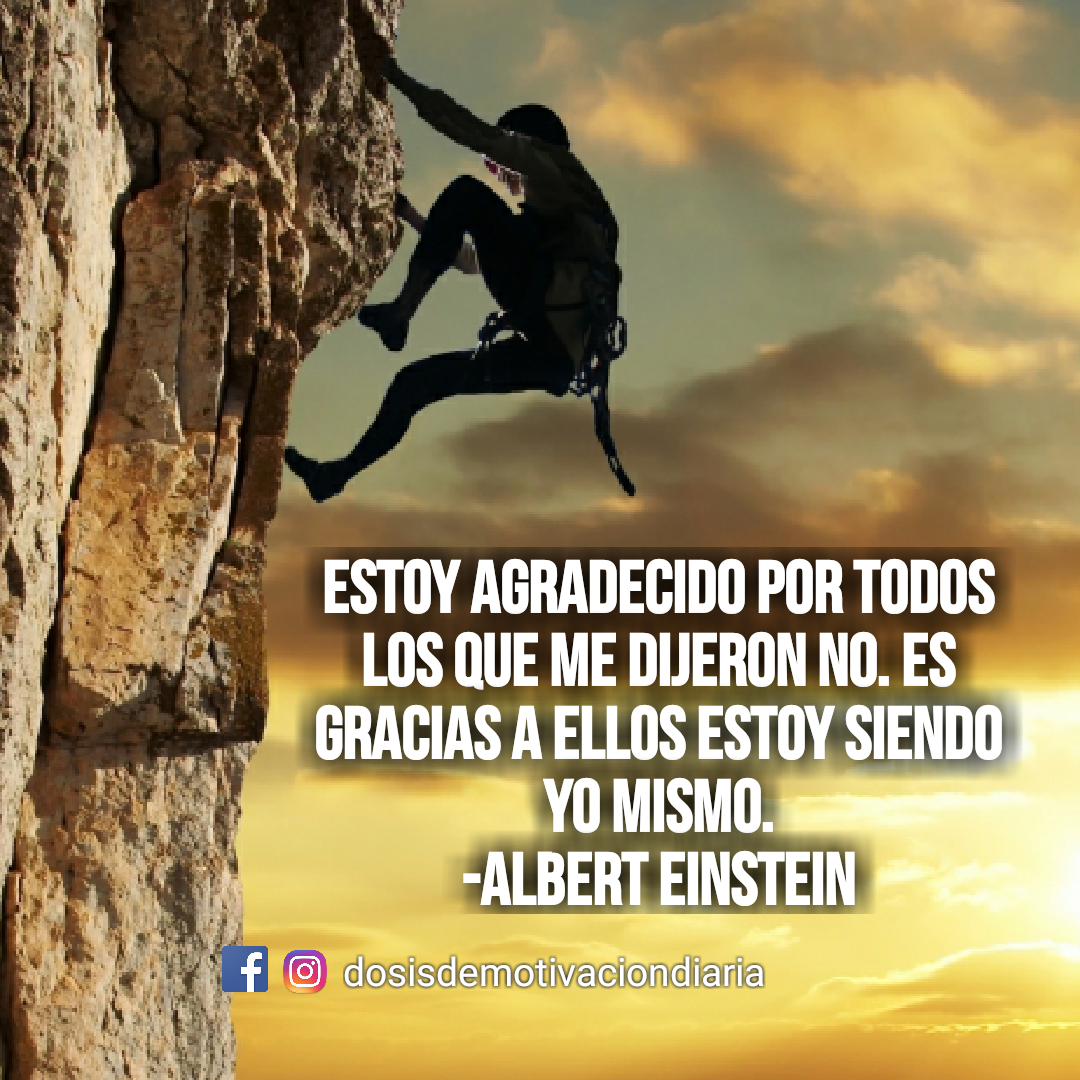 ESTOY AGRADECIDO POR TODOS
LOS QUE ME DIJERON NO. ES
GRACIAS A ELLOS ESTOY SIENDO
YO MISMO.
-ALBERT EINSTEIN
dosisdemotivaciondiaria